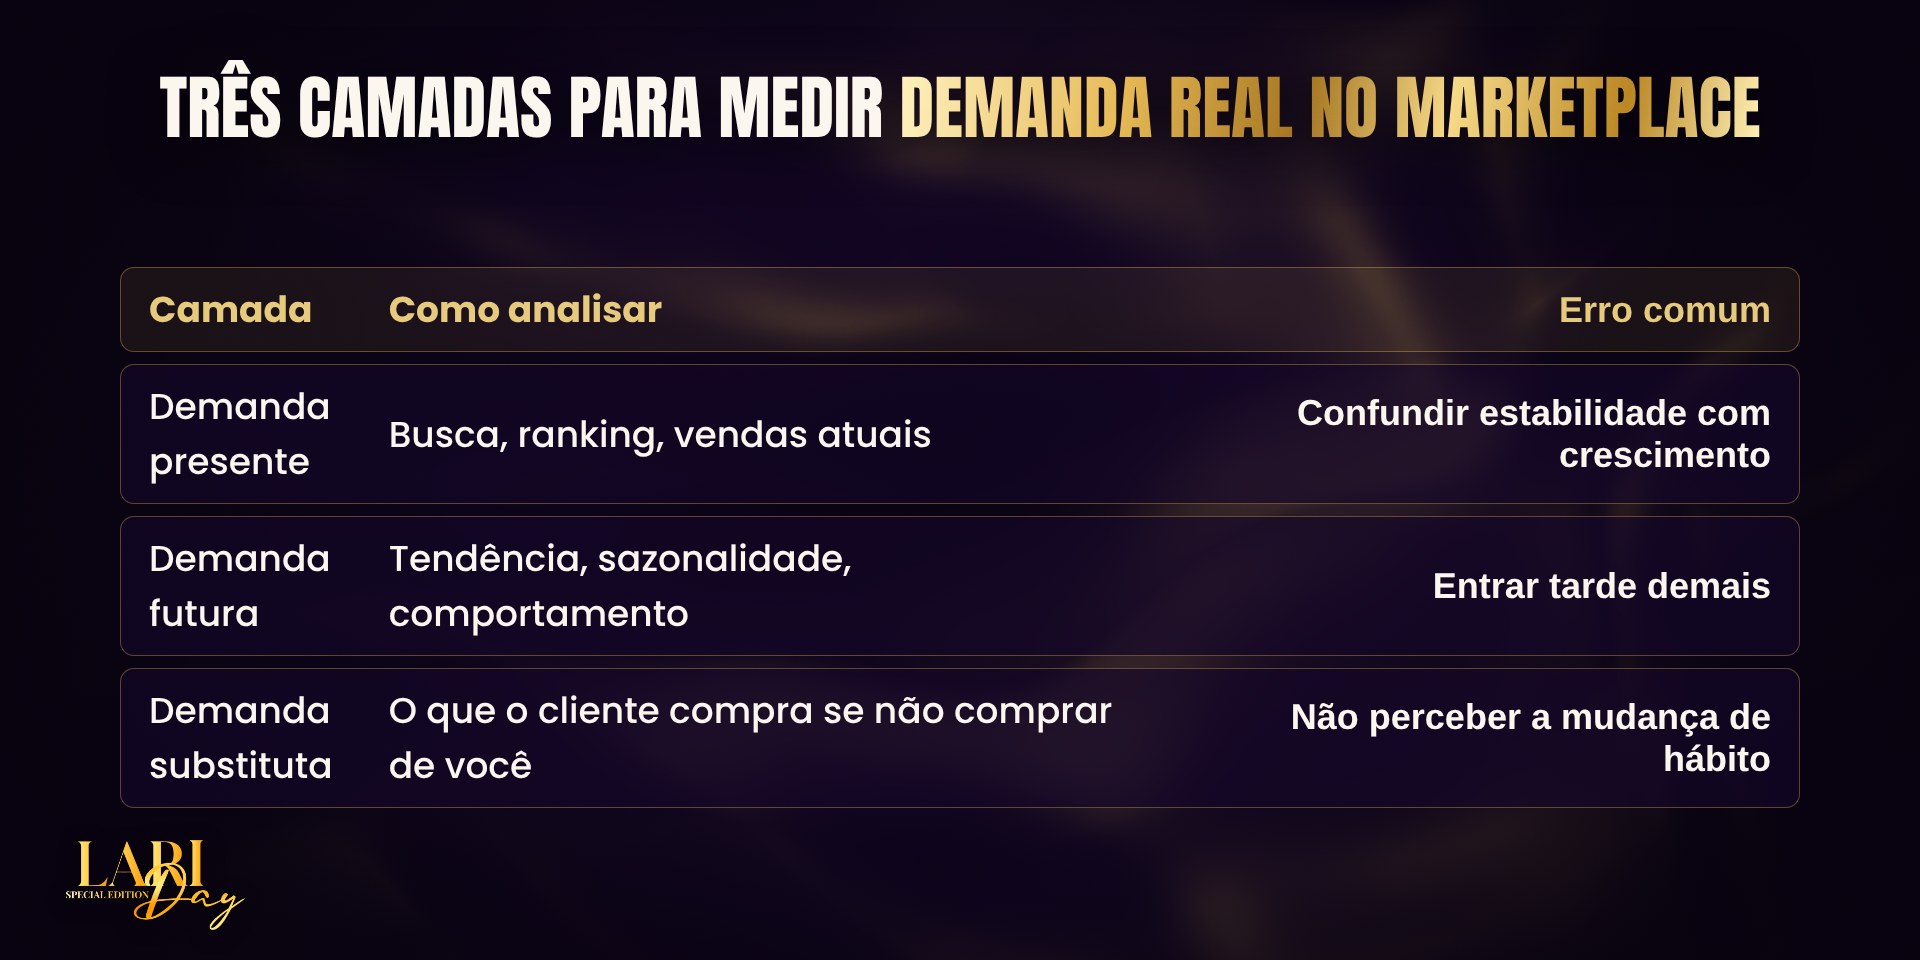 TRÊS CAMADAS PARA MEDIR DEMANDA REAL NO MARKETPLACE
Camada
Como analisar
Erro comum
Demanda
presente
Busca, ranking, vendas atuais
Confundir estabilidade com
crescimento
Demanda
futura
Tendência, sazonalidade,
comportamento
Entrar tarde demais
Demanda
substituta
O que o cliente compra se não comprar
de você
Não perceber a mudança de
hábito
LABI
SPECIAL EDITION
Day